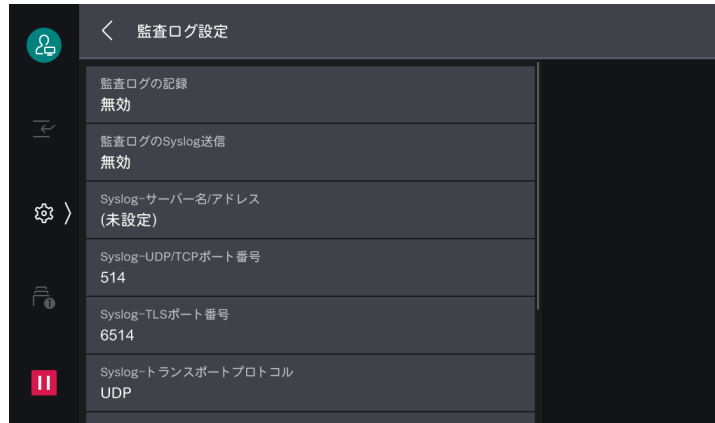 監査ログ設定
監査ログの記録
無効
監査ログのSyslog送信
無効
Syslog-サーバー名/アドレス
(未設定)
Syslog-UDP/TCPポート番号
514
Syslog-TLSポート番号
6514
Syslog-トランスポートプロトコル
UDP